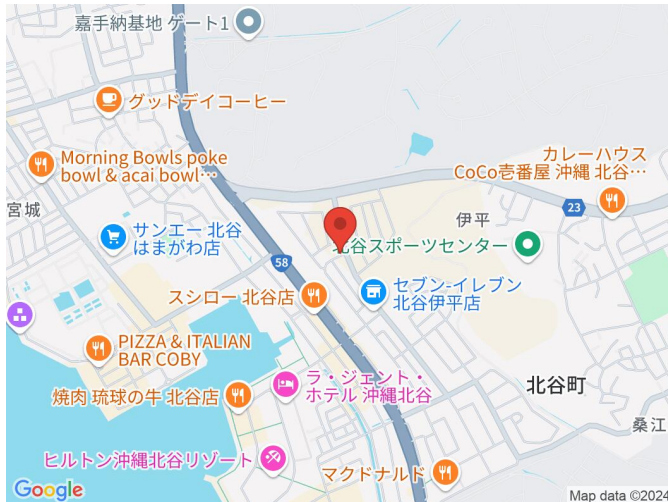 嘉手納基地 ゲート1
グッドデイコーヒー
Morning Bowls poke
bowl & acai bowl…
カレーハウス
CoCo壱番屋 沖縄 北谷…
宮城
23
伊平
サンエー 北谷
はまがわ店
北谷スポーツセンター
58
セブン-イレブン
北谷伊平店
スシロー 北谷店
PIZZA & ITALIAN
BAR COBY
ラ・ジェント・
ホテル 沖縄北谷
焼肉 琉球の牛 北谷店
北谷町
桑江
ヒルトン沖縄北谷リゾート
マクドナルド
Google
Map data ©2024